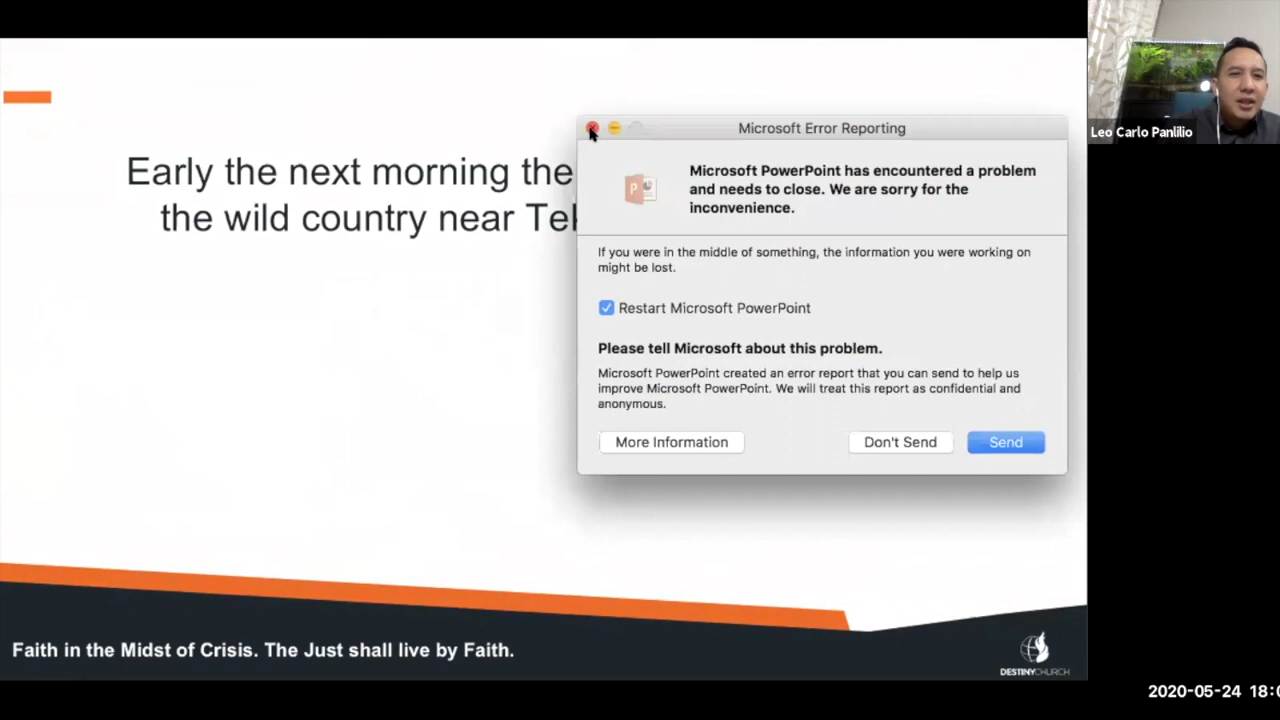 Early the next morning the
the wild country near
Microsoft Error Reporting
Microsoft PowerPoint has encountered a problem
and needs to close. We are sorry for the
inconvenience.
If you were in the middle of something, the information you were working on
might be lost.
Restart Microsoft PowerPoint
Please tell Microsoft about this problem.
Microsoft PowerPoint created an error report that you can send to help us
improve Microsoft PowerPoint. We will treat this report as confidential and
anonymous.
More Information
Don't Send
Send
Leo Carlo Panlilio
Faith in the Midst of Crisis. The Just shall live by Faith.
DESTINYCHURCH
2020-05-24 18:0